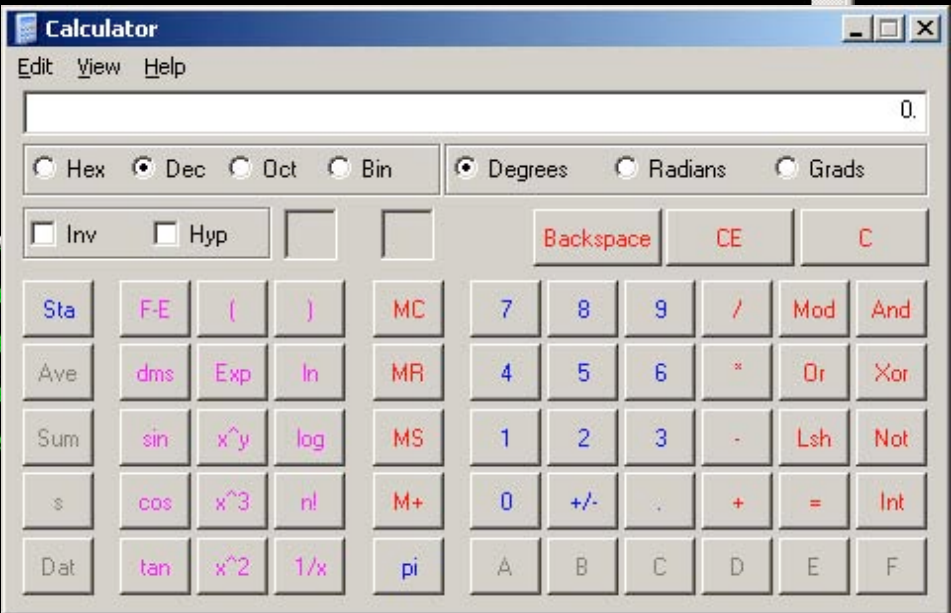 Calculator
Edit View Help
0.
Hex Dec Oct Bin Degrees Radians Grads
Inv Hyp Backspace CE C
Sta F-E ( ) MC 7 8 9 / Mod And
Ave dms Exp ln MR 4 5 6 * Or Xor
Sum sin x^y log MS 1 2 3 - Lsh Not
s cos x^3 n! M+ 0 +/- . + = Int
Dat tan x^2 1/x pi A B C D E F